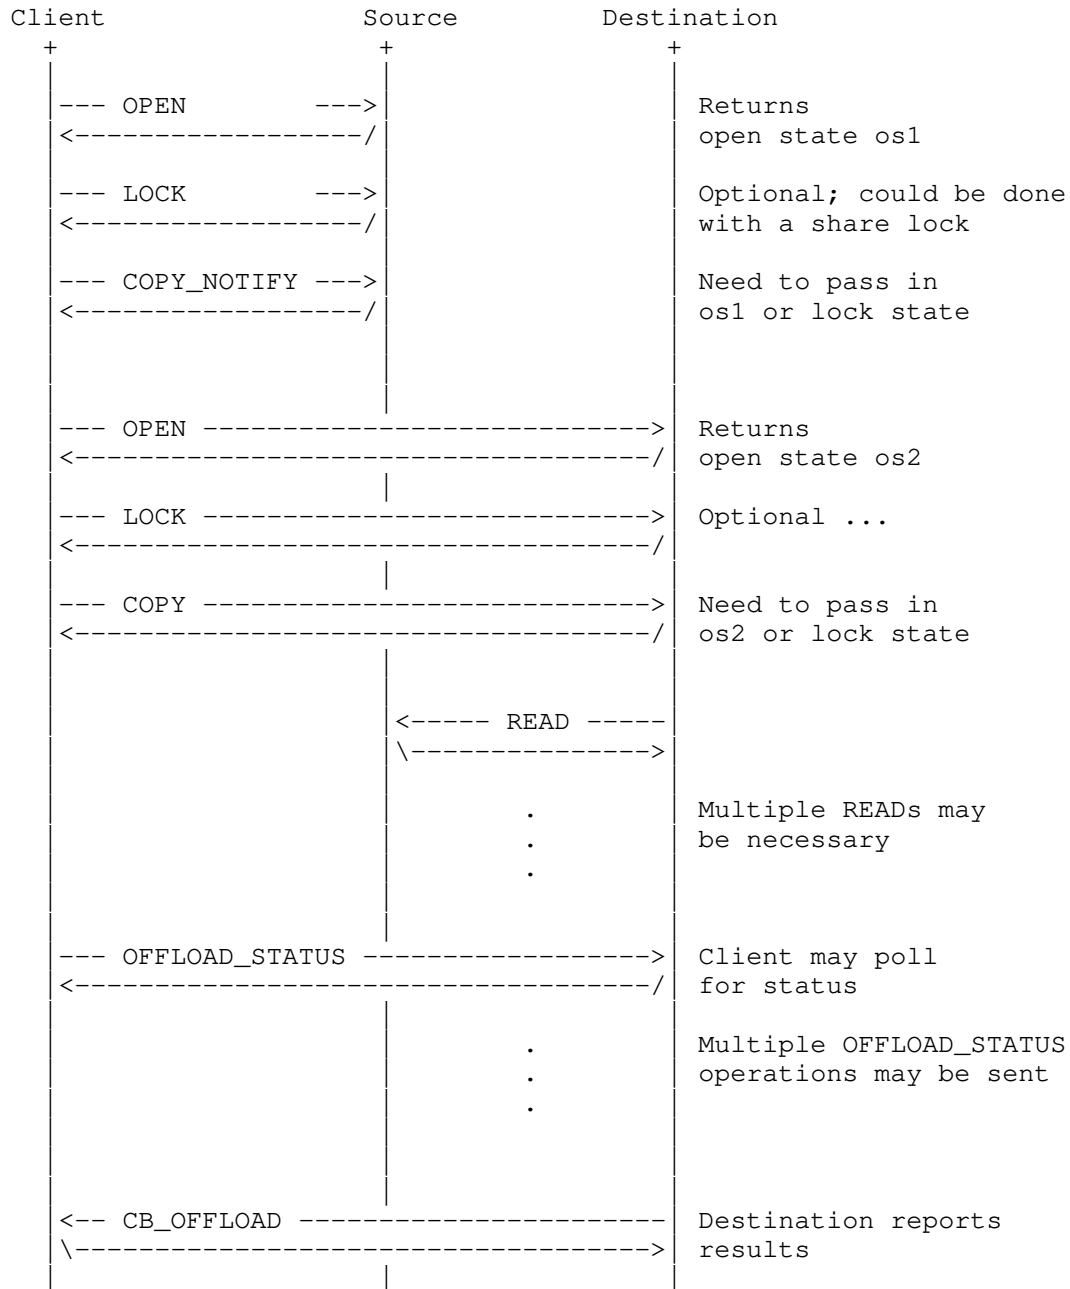 Client                Source         Destination
  +                    +                 +
  |                    |                 |
  |--- OPEN        --->|                 | Returns
  |<------------------/|                 | open state os1
  |                    |                 |
  |--- LOCK        --->|                 | Optional; could be done
  |<------------------/|                 | with a share lock
  |                    |                 |
  |--- COPY_NOTIFY --->|                 | Need to pass in
  |<------------------/|                 | os1 or lock state
  |                    |                 |
  |                    |                 |
  |                    |                 |
  |--- OPEN ---------------------------->| Returns
  |<------------------------------------/| open state os2
  |                    |                 |
  |--- LOCK ---------------------------->| Optional ...
  |<------------------------------------/|
  |                    |                 |
  |--- COPY ---------------------------->| Need to pass in
  |<------------------------------------/| os2 or lock state
  |                    |                 |
  |                    |                 |
  |                    |<----- READ -----|
  |                    |\--------------->|
  |                    |                 |
  |                    |        .        | Multiple READs may
  |                    |        .        | be necessary
  |                    |        .        |
  |                    |                 |
  |                    |                 |
  |--- OFFLOAD_STATUS ------------------>| Client may poll
  |<------------------------------------/| for status
  |                    |                 |
  |                    |        .        | Multiple OFFLOAD_STATUS
  |                    |        .        | operations may be sent
  |                    |        .        |
  |                    |                 |
  |                    |                 |
  |                    |                 |
  |<-- CB_OFFLOAD -----------------------| Destination reports
  |\------------------------------------>| results
  |                    |                 |